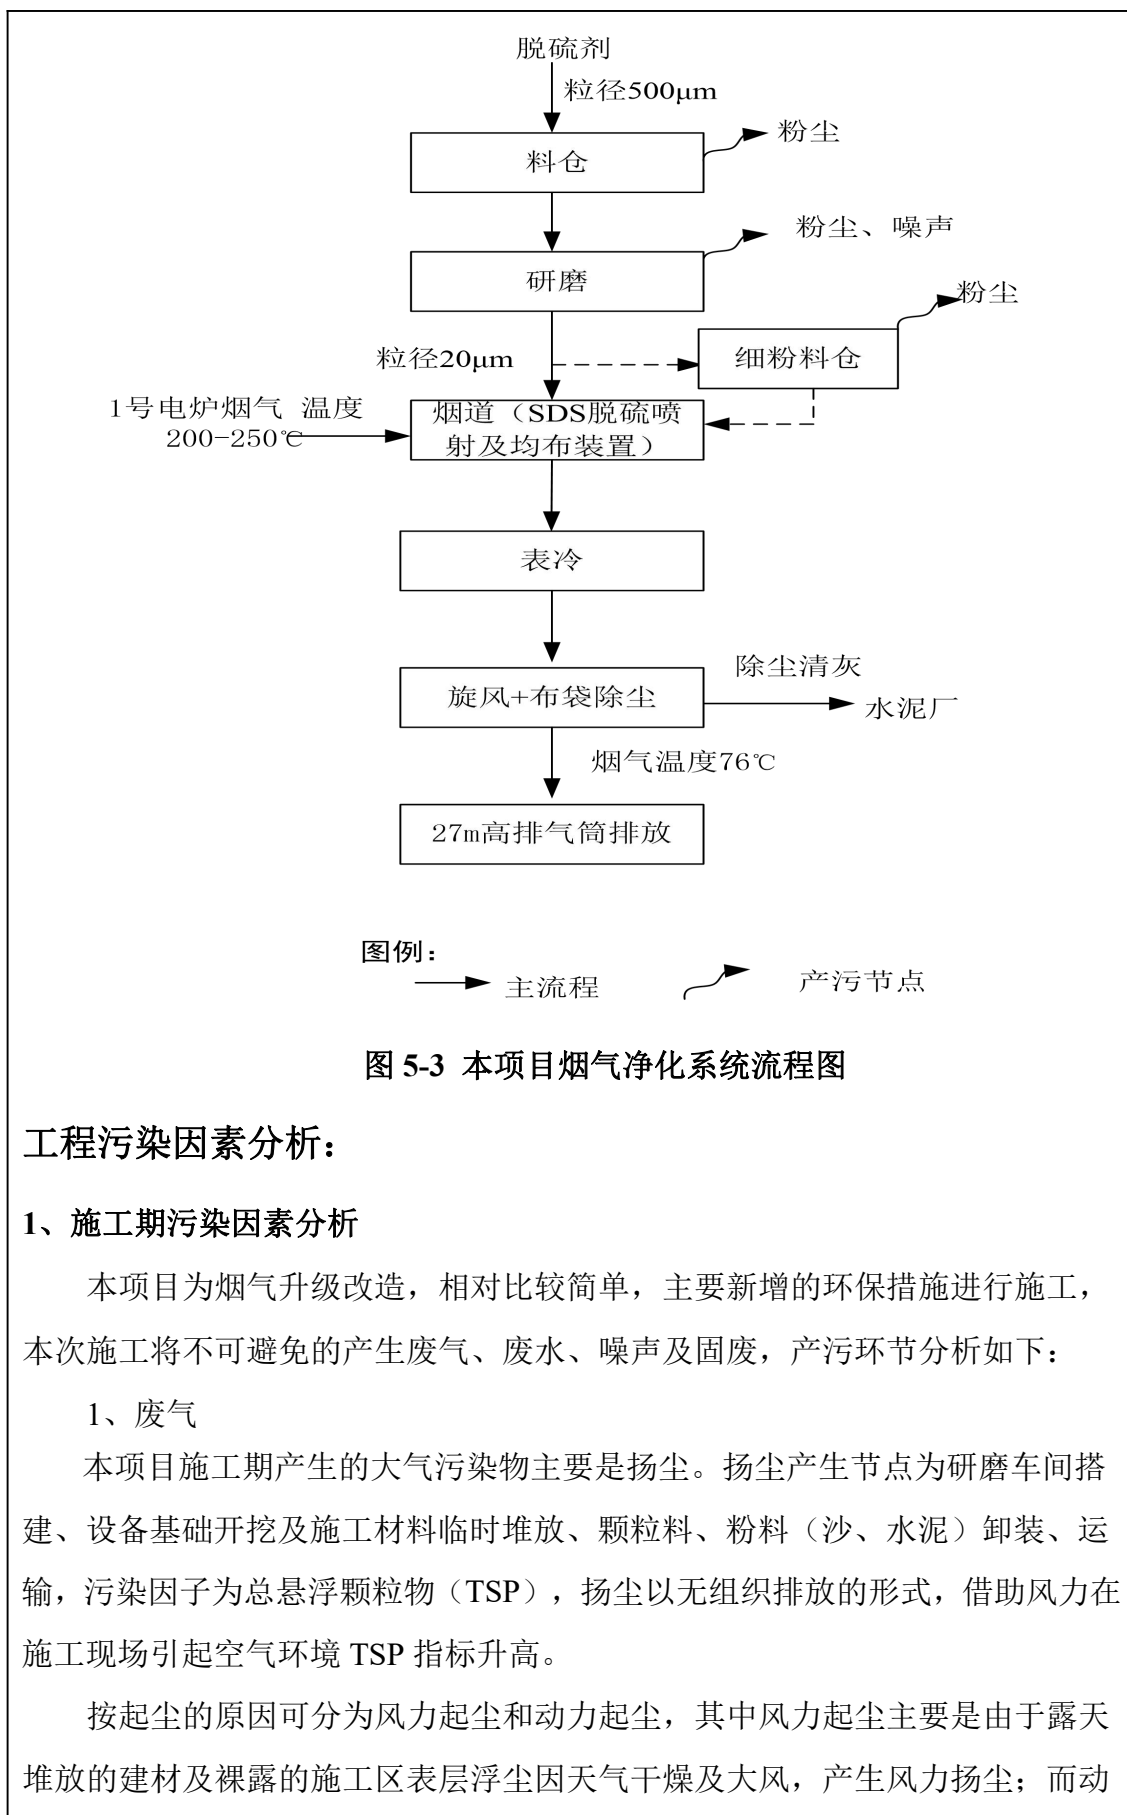 脱硫剂
粒径500μm
料仓
粉尘
研磨
粉尘、噪声
粉尘
粒径20μm
细粉料仓
1号电炉烟气 温度
200-250℃
烟道（SDS脱硫喷
射及均布装置）
表冷
旋风+布袋除尘
除尘清灰
水泥厂
烟气温度76℃
27m高排气筒排放
图例：
主流程
产污节点
图 5-3 本项目烟气净化系统流程图
工程污染因素分析：
1、施工期污染因素分析
本项目为烟气升级改造，相对比较简单，主要新增的环保措施进行施工，
本次施工将不可避免的产生废气、废水、噪声及固废，产污环节分析如下：
1、废气
本项目施工期产生的大气污染物主要是扬尘。扬尘产生节点为研磨车间搭
建、设备基础开挖及施工材料临时堆放、颗粒料、粉料（沙、水泥）卸装、运
输，污染因子为总悬浮颗粒物（TSP），扬尘以无组织排放的形式，借助风力在
施工现场引起空气环境 TSP 指标升高。
按起尘的原因可分为风力起尘和动力起尘，其中风力起尘主要是由于露天
堆放的建材及裸露的施工区表层浮尘因天气干燥及大风，产生风力扬尘；而动